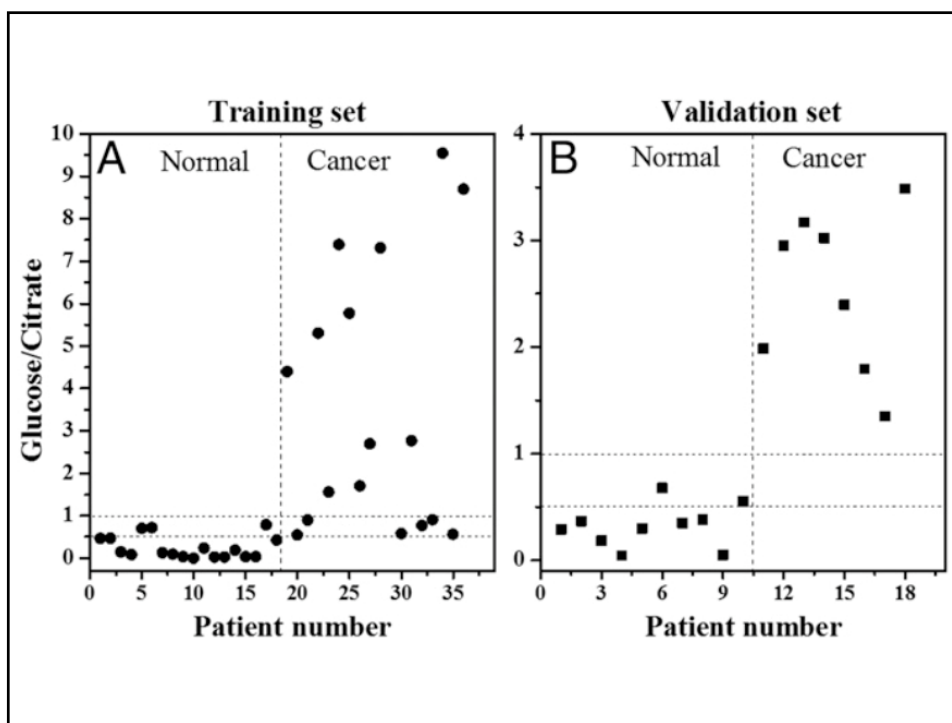 Training set
A
Normal
Cancer
Glucose/Citrate
10
9
8
7
6
5
4
3
2
1
0
0 5 10 15 20 25 30 35
Patient number
Validation set
B
Normal
Cancer
4
3
2
1
0
0 3 6 9 12 15 18
Patient number